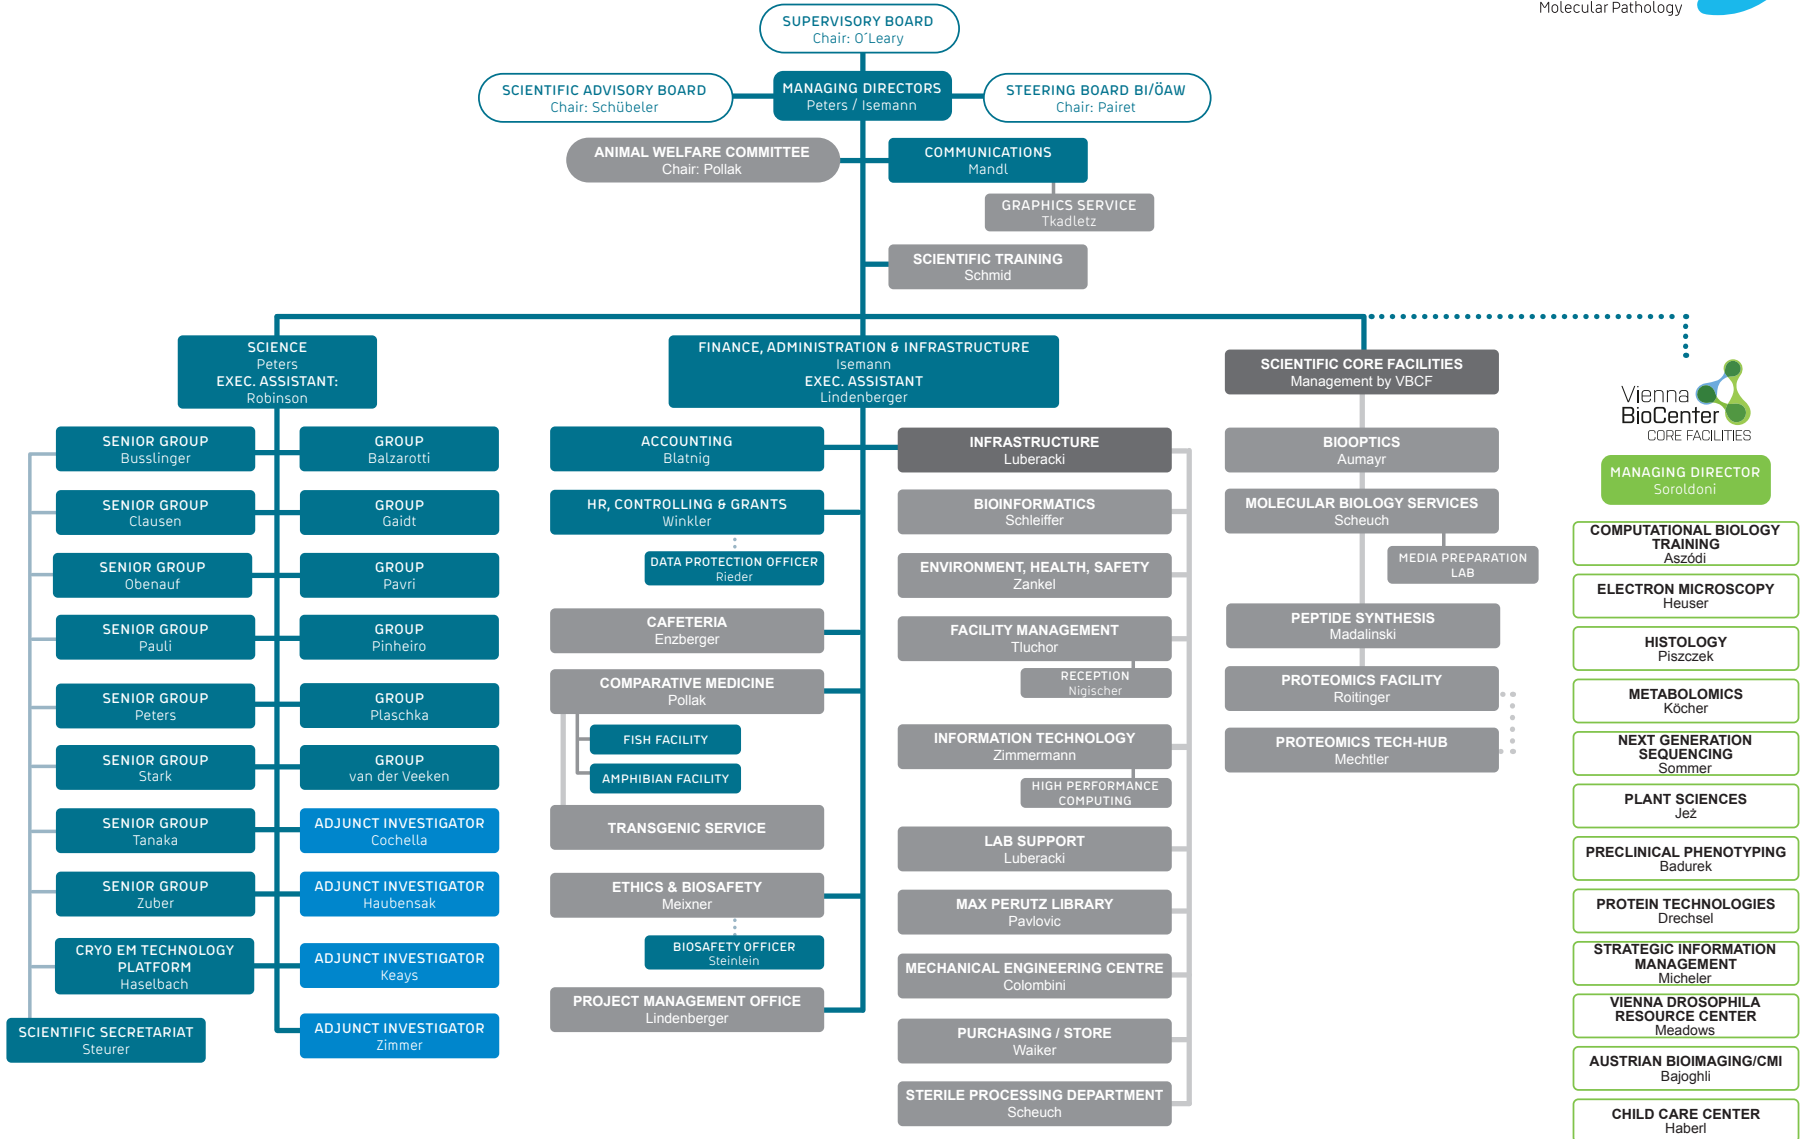 Molecular Pathology
SUPERVISORY BOARD
Chair: O´Leary
SCIENTIFIC ADVISORY BOARD
Chair: Schübeler
MANAGING DIRECTORS
Peters / Isemann
STEERING BOARD BI/ÖAW
Chair: Pairet
ANIMAL WELFARE COMMITTEE
Chair: Pollak
COMMUNICATIONS
Mandl
GRAPHICS SERVICE
Tkadletz
SCIENTIFIC TRAINING
Schmid
SCIENCE
Peters
EXEC. ASSISTANT:
Robinson
SENIOR GROUP
Busslinger
GROUP
Balzarotti
SENIOR GROUP
Clausen
GROUP
Gaidt
SENIOR GROUP
Obenauf
GROUP
Pavri
SENIOR GROUP
Pauli
GROUP
Pinheiro
SENIOR GROUP
Peters
GROUP
Plaschka
SENIOR GROUP
Stark
GROUP
van der Veeken
SENIOR GROUP
Tanaka
ADJUNCT INVESTIGATOR
Cochella
SENIOR GROUP
Zuber
ADJUNCT INVESTIGATOR
Haubensak
CRYO EM TECHNOLOGY
PLATFORM
Haselbach
ADJUNCT INVESTIGATOR
Keays
SCIENTIFIC SECRETARIAT
Steurer
ADJUNCT INVESTIGATOR
Zimmer
FINANCE, ADMINISTRATION & INFRASTRUCTURE
Isemann
EXEC. ASSISTANT
Lindenberger
ACCOUNTING
Blatnig
HR, CONTROLLING & GRANTS
Winkler
DATA PROTECTION OFFICER
Rieder
CAFETERIA
Enzberger
COMPARATIVE MEDICINE
Pollak
FISH FACILITY
AMPHIBIAN FACILITY
TRANSGENIC SERVICE
ETHICS & BIOSAFETY
Meixner
BIOSAFETY OFFICER
Steinlein
PROJECT MANAGEMENT OFFICE
Lindenberger
INFRASTRUCTURE
Luberacki
BIOINFORMATICS
Schleiffer
ENVIRONMENT, HEALTH, SAFETY
Zankel
FACILITY MANAGEMENT
Tluchor
RECEPTION
Nigischer
INFORMATION TECHNOLOGY
Zimmermann
HIGH PERFORMANCE
COMPUTING
LAB SUPPORT
Luberacki
MAX PERUTZ LIBRARY
Pavlovic
MECHANICAL ENGINEERING CENTRE
Colombini
PURCHASING / STORE
Waiker
STERILE PROCESSING DEPARTMENT
Scheuch
SCIENTIFIC CORE FACILITIES
Management by VBCF
BIOOPTICS
Aumayr
MOLECULAR BIOLOGY SERVICES
Scheuch
MEDIA PREPARATION
LAB
PEPTIDE SYNTHESIS
Madalinski
PROTEOMICS FACILITY
Roitinger
PROTEOMICS TECH-HUB
Mechtler
Vienna
BioCenter
CORE FACILITIES
MANAGING DIRECTOR
Soroldoni
COMPUTATIONAL BIOLOGY
TRAINING
Aszódi
ELECTRON MICROSCOPY
Heuser
HISTOLOGY
Piszczek
METABOLOMICS
Köcher
NEXT GENERATION
SEQUENCING
Sommer
PLANT SCIENCES
Jež
PRECLINICAL PHENOTYPING
Badurek
PROTEIN TECHNOLOGIES
Drechsel
STRATEGIC INFORMATION
MANAGEMENT
Micheler
VIENNA DROSOPHILA
RESOURCE CENTER
Meadows
AUSTRIAN BIOIMAGING/CMI
Bajoghli
CHILD CARE CENTER
Haberl